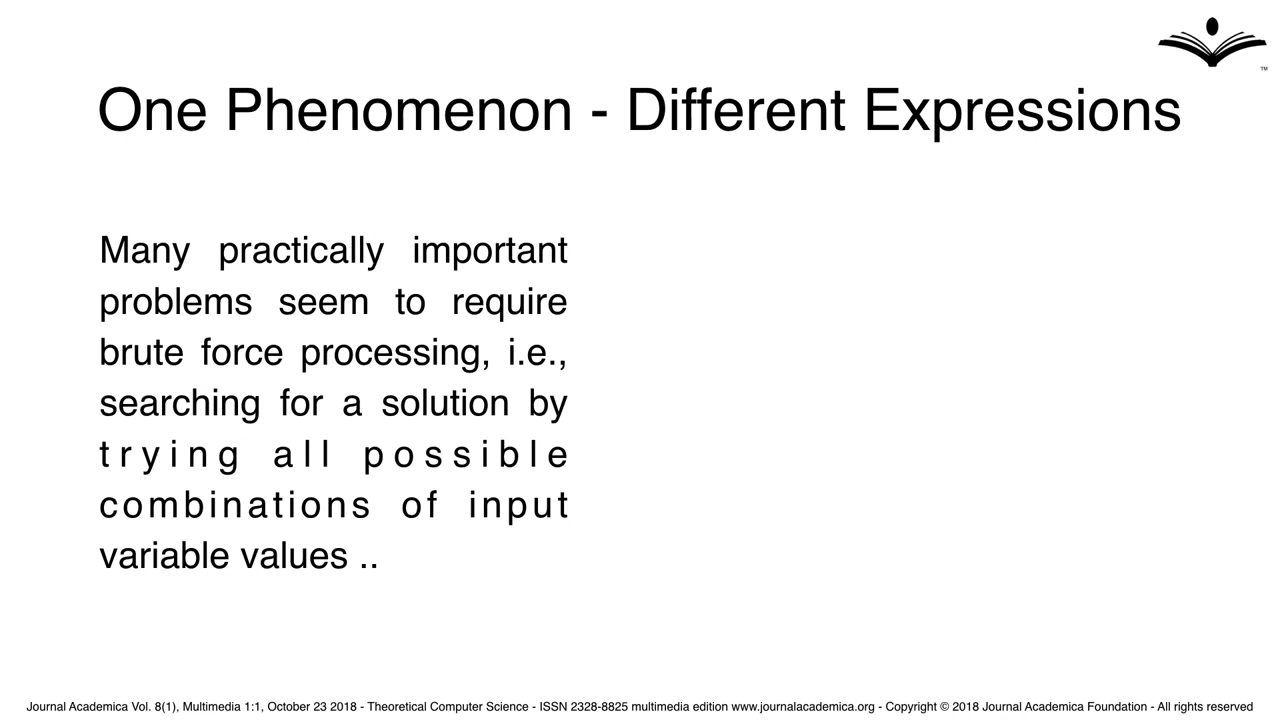 TM
One Phenomenon - Different Expressions
Many practically important
problems seem to require
brute force processing, i.e.,
searching for a solution by
trying all possible
combinations of input
variable values ..
Journal Academica Vol. 8(1), Multimedia 1:1, October 23 2018 - Theoretical Computer Science - ISSN 2328-8825 multimedia edition www.journalacademica.org - Copyright © 2018 Journal Academica Foundation - All rights reserved